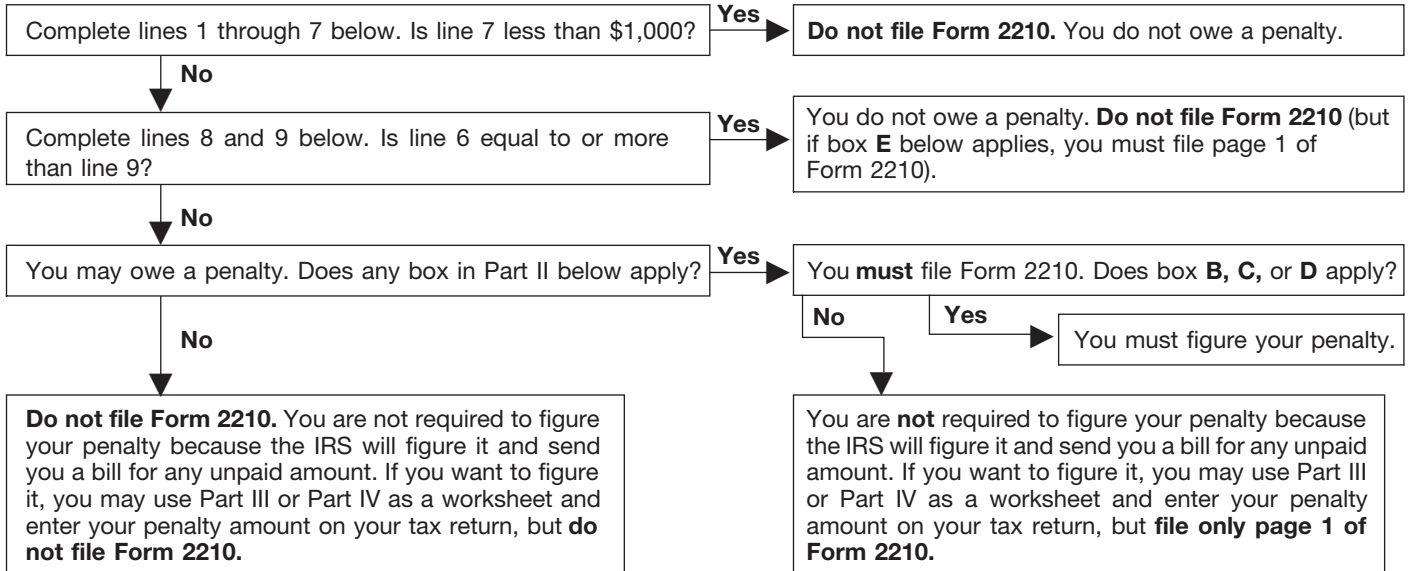 Complete lines 1 through 7 below. Is line 7 less than $1,000?
Yes
Do not file Form 2210. You do not owe a penalty.
No
Complete lines 8 and 9 below. Is line 6 equal to or more
than line 9?
Yes
You do not owe a penalty. Do not file Form 2210 (but
if box E below applies, you must file page 1 of
Form 2210).
No
You may owe a penalty. Does any box in Part II below apply?
Yes
You must file Form 2210. Does box B, C, or D apply?
No
Yes
You must figure your penalty.
No
Do not file Form 2210. You are not required to figure
your penalty because the IRS will figure it and send
you a bill for any unpaid amount. If you want to figure
it, you may use Part III or Part IV as a worksheet and
enter your penalty amount on your tax return, but do
not file Form 2210.
You are not required to figure your penalty because
the IRS will figure it and send you a bill for any unpaid
amount. If you want to figure it, you may use Part III
or Part IV as a worksheet and enter your penalty
amount on your tax return, but file only page 1 of
Form 2210.